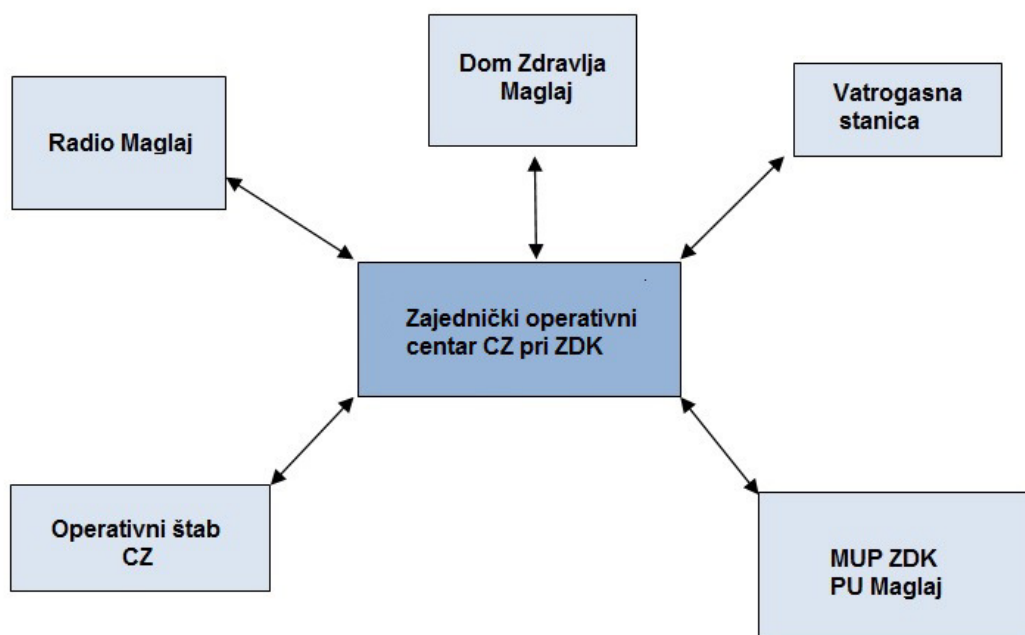 Dom Zdravlja
Maglaj
Vatrogasna
stanica
Radio Maglaj
Zajednički operativni
centar CZ pri ZDK
Operativni štab
CZ
MUP ZDK
PU Maglaj